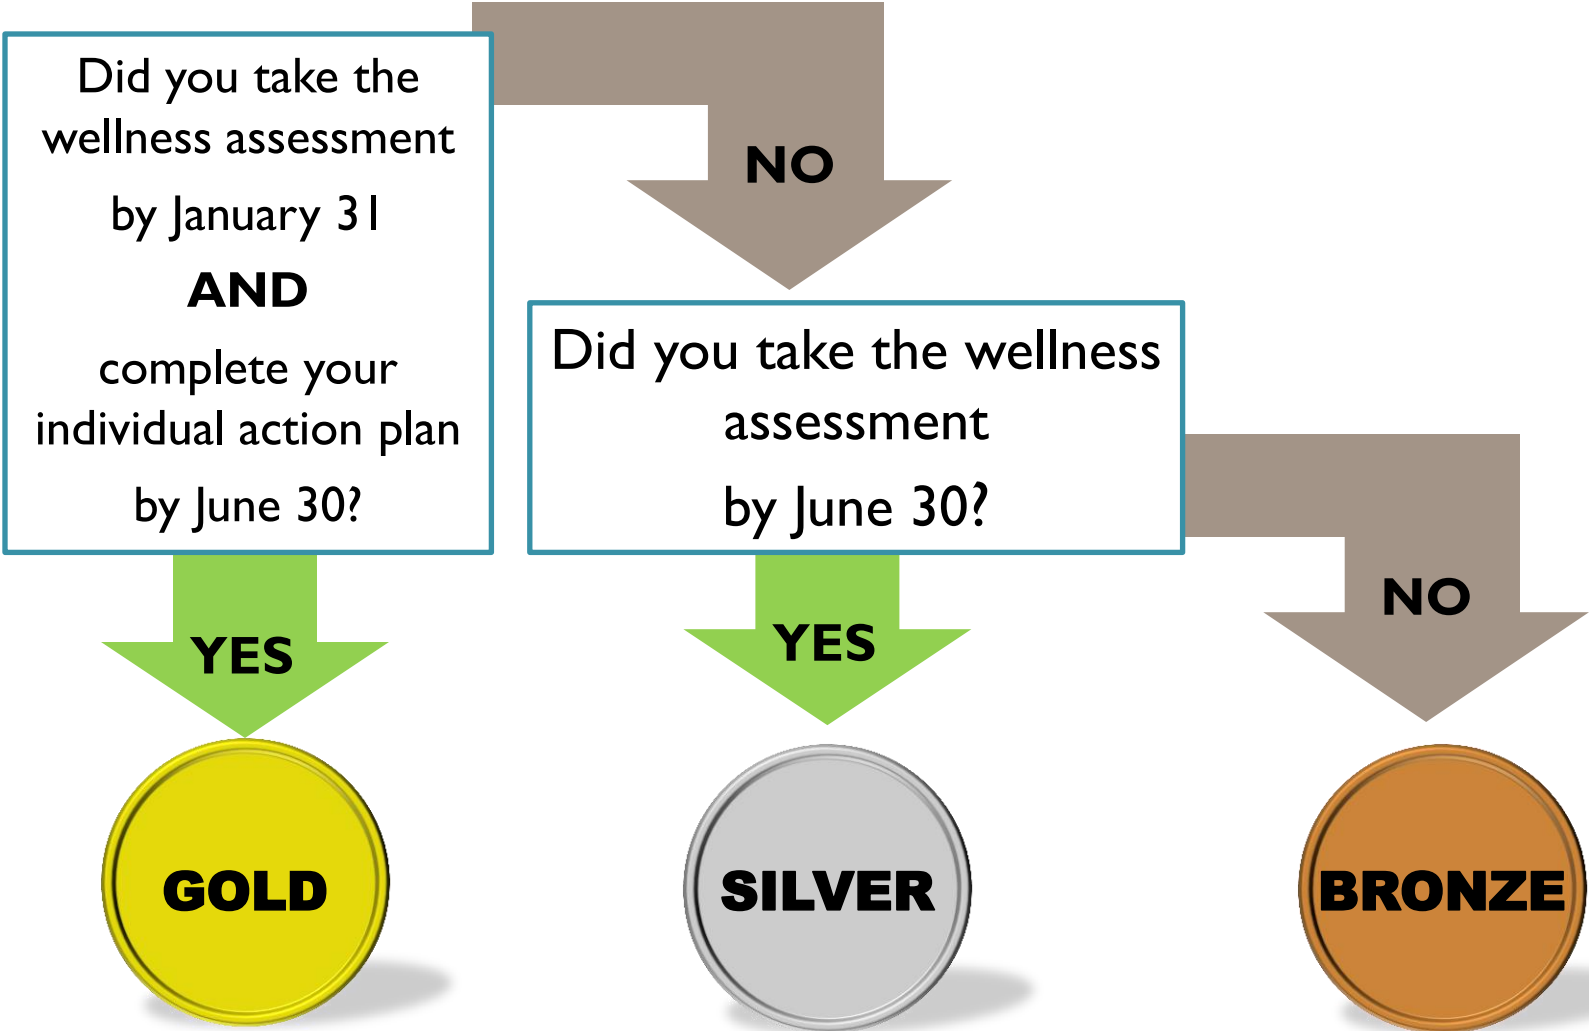 Did you take the
wellness assessment
by January 31
AND
complete your
individual action plan
by June 30?
NO
Did you take the wellness
assessment
by June 30?
NO
YES
YES
GOLD
SILVER
BRONZE